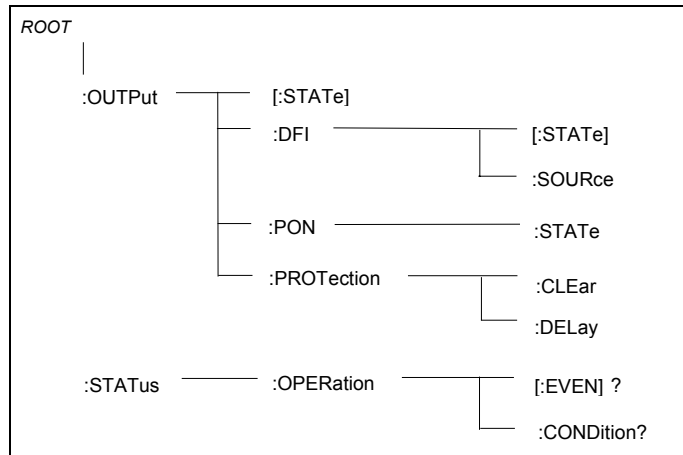 ROOT
:OUTPut [:STATe]
:DFI [:STATe]
:SOURce
:PON :STATe
:PROTection :CLEar
:DELay
:STATus :OPERation [:EVEN] ?
:CONDition?